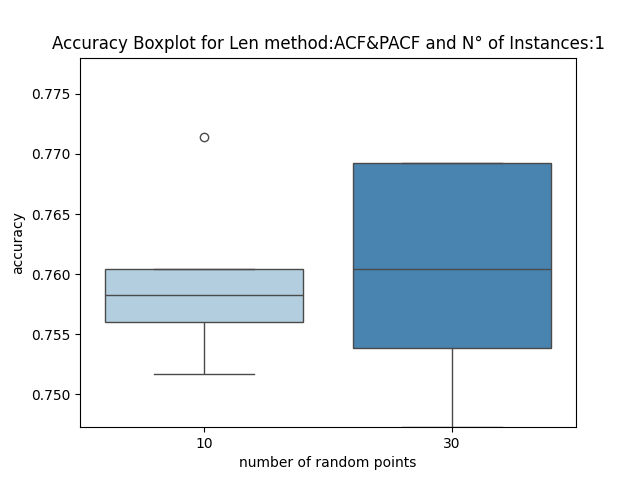 Accuracy Boxplot for Len method:ACF&PACF and N° of Instances:1
0.775
0.770
0.765
0.760
0.755
0.750
accuracy
10 30
number of random points